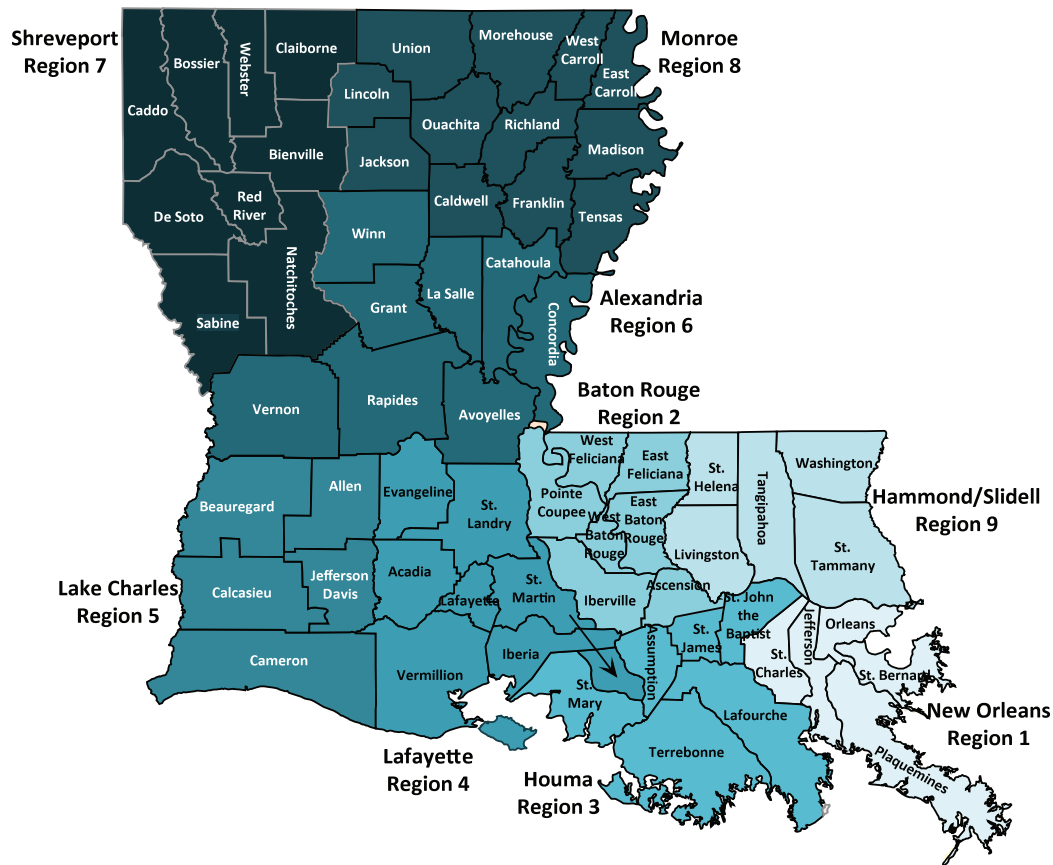 Shreveport
Region 7
Claiborne
Union
Morehouse
West
Carroll
Monroe
Region 8
Bossier
Webster
East
Carroll
Caddo
Lincoln
Ouachita
Richland
Madison
Bienville
Jackson
De Soto
Red
River
Caldwell
Franklin
Tensas
Winn
Natchitoches
Catahoula
La Salle
Grant
Concordia
Alexandria
Region 6
Sabine
Vernon
Rapides
Avoyelles
Baton Rouge
Region 2
West
Feliciana
East
Feliciana
St.
Helena
Tangipahoa
Washington
Hammond/Slidell
Region 9
Beauregard
Allen
Evangeline
St.
Landry
Pointe
Coupee
West
Baton
Rouge
East
Baton
Rouge
Livingston
St.
Tammany
Lake Charles
Region 5
Calcasieu
Jefferson
Davis
Acadia
Lafayette
St.
Martin
Iberville
Ascension
St. John
the
Baptist
Jefferson
Orleans
Cameron
Vermillion
Iberia
St.
Mary
Assumption
St.
James
St.
Charles
St. Bernard
New Orleans
Region 1
Lafourche
Terrebonne
Plaquemines
Lafayette
Region 4
Houma
Region 3